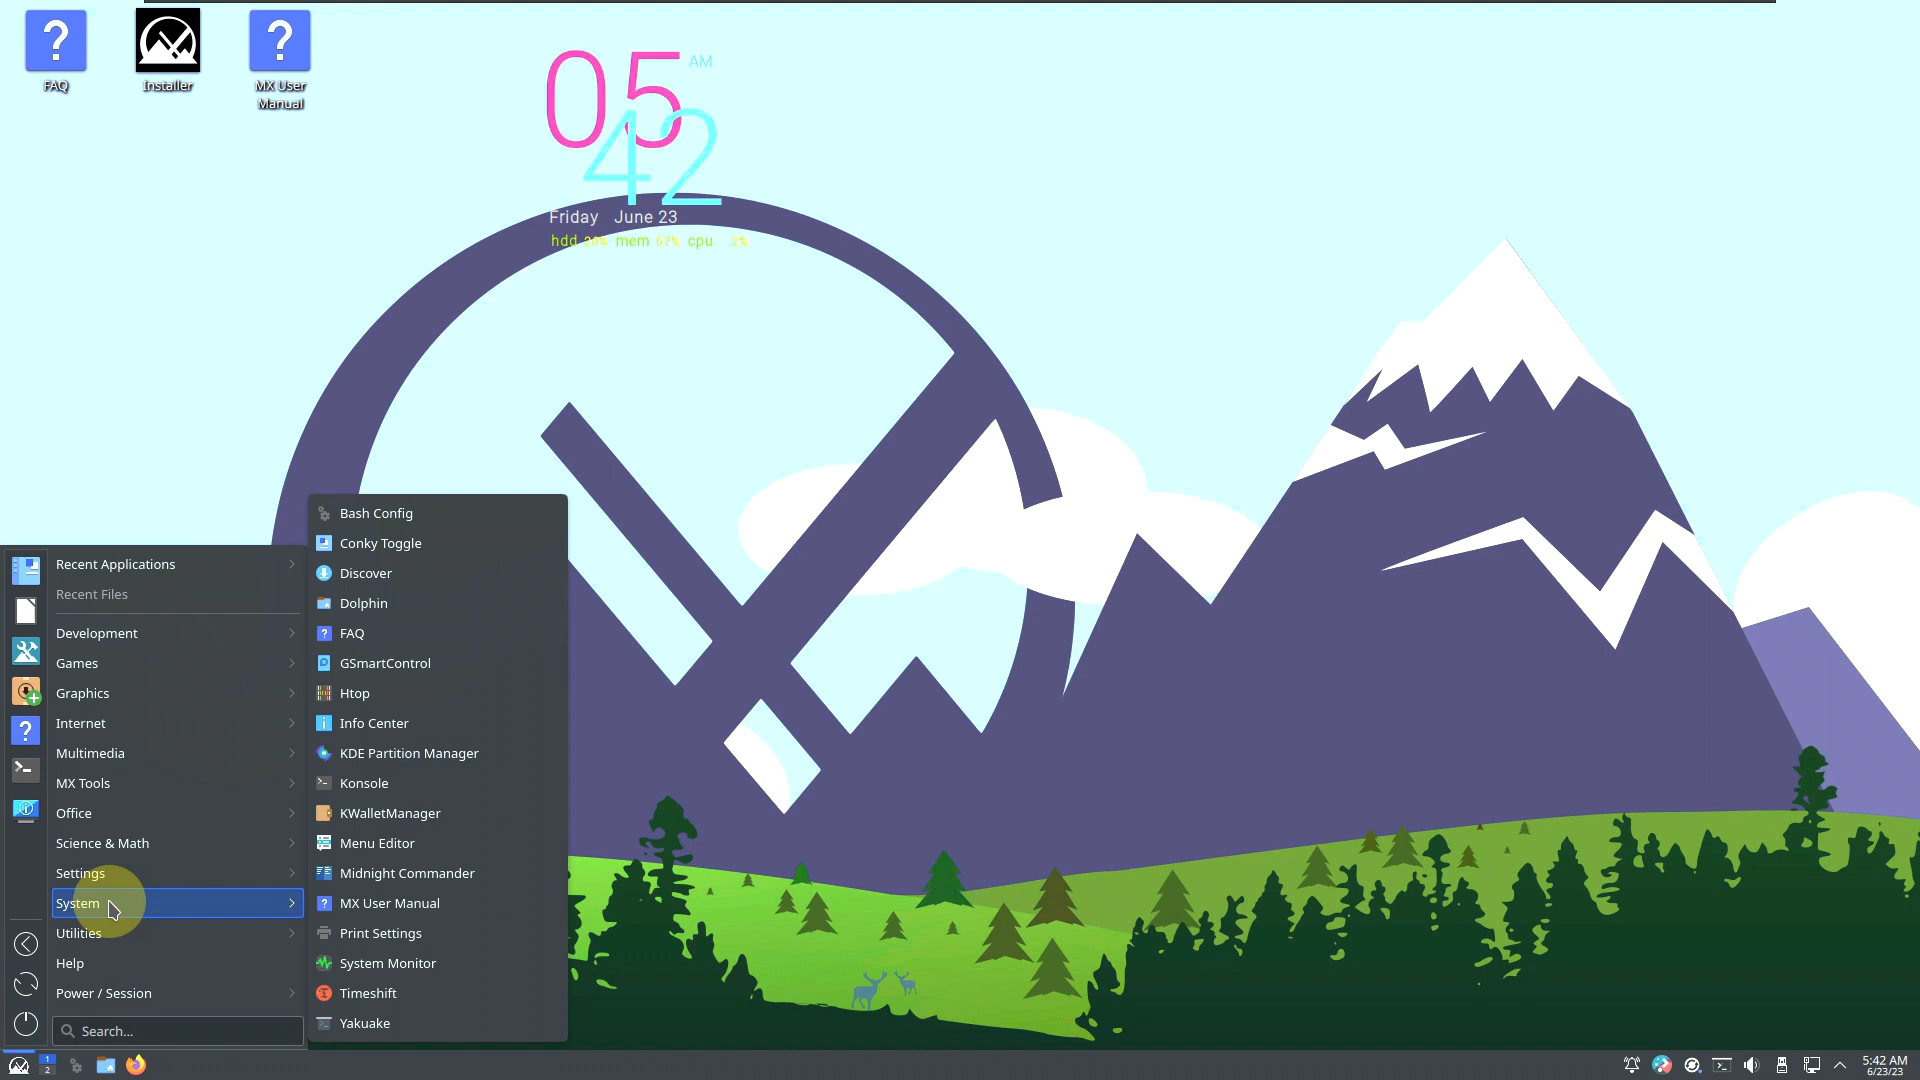 FAQ
Installer
MX User
Manual
05 AM
42
Friday June 23
hdd mem 57% cpu 3%
Recent Applications
Recent Files
Development
Games
Graphics
Internet
Multimedia
MX Tools
Office
Science & Math
Settings
System
Utilities
Help
Power / Session
Search...
Bash Config
Conky Toggle
Discover
Dolphin
FAQ
GSmartControl
Htop
Info Center
KDE Partition Manager
Konsole
KWalletManager
Menu Editor
Midnight Commander
MX User Manual
Print Settings
System Monitor
Timeshift
Yakuake
1
2
5:42 AM
6/23/23